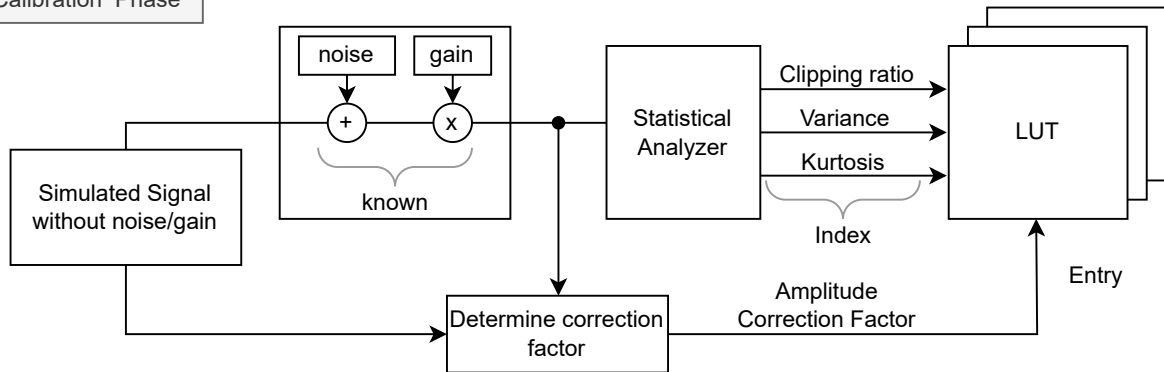 Calibration Phase
noise
gain
+
x
known
Simulated Signal
without noise/gain
Statistical
Analyzer
Clipping ratio
Variance
Kurtosis
Index
LUT
Entry
Amplitude
Correction Factor
Determine correction
factor